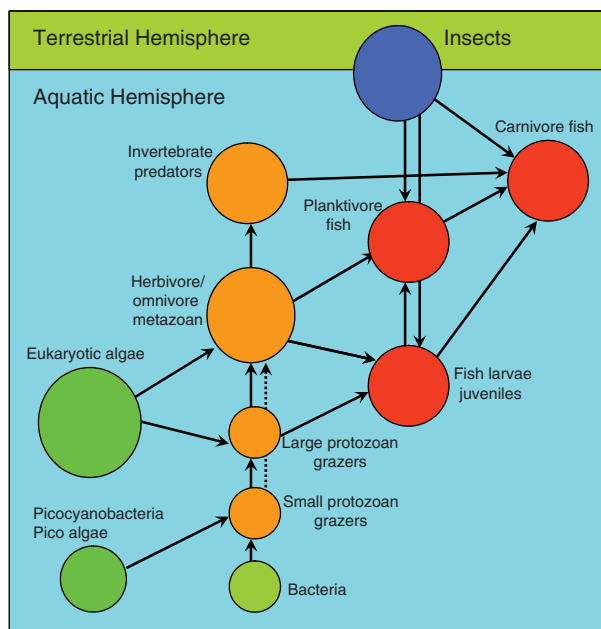 Terrestrial Hemisphere
Insects
Aquatic Hemisphere
Carnivore fish
Invertebrate
predators
Planktivore
fish
Herbivore/
omnivore
metazoan
Eukaryotic algae
Fish larvae
juveniles
Large protozoan
grazers
Picocyanobacteria
Pico algae
Small protozoan
grazers
Bacteria